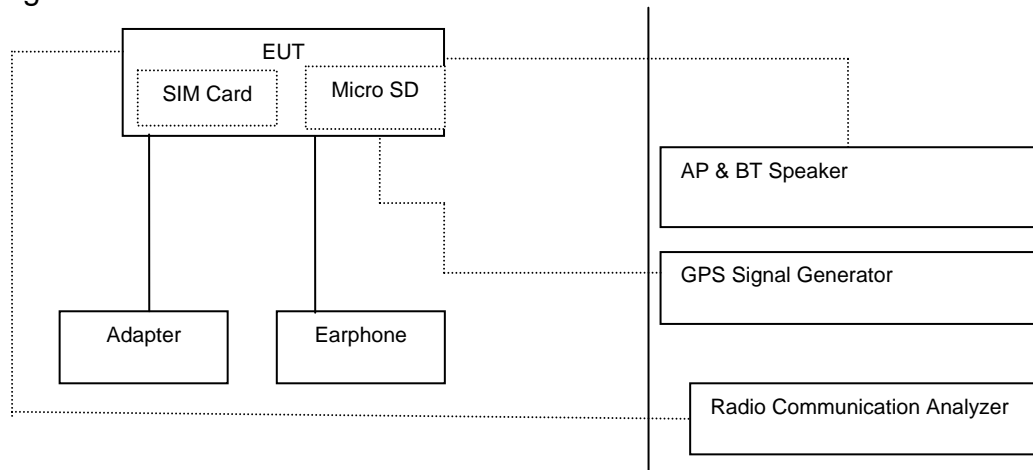 EUT
SIM Card
Micro SD
AP & BT Speaker
GPS Signal Generator
Adapter
Earphone
Radio Communication Analyzer